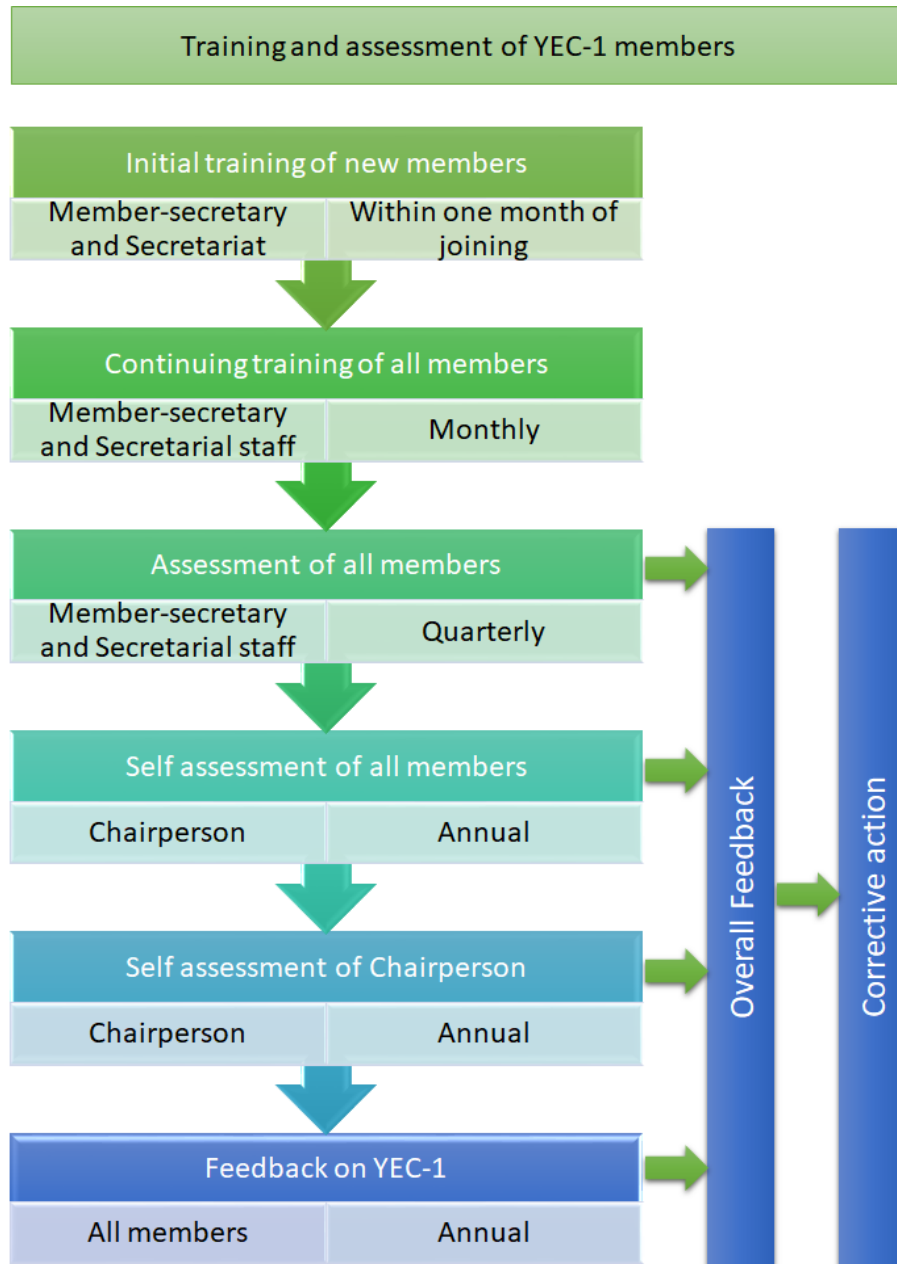 Training and assessment of YEC-1 members
Initial training of new members
Member-secretary
and Secretariat
Within one month of
joining
Continuing training of all members
Member-secretary
and Secretarial staff
Monthly
Assessment of all members
Member-secretary
and Secretarial staff
Quarterly
Self assessment of all members
Chairperson
Annual
Self assessment of Chairperson
Chairperson
Annual
Feedback on YEC-1
All members
Annual
Overall Feedback
Corrective action